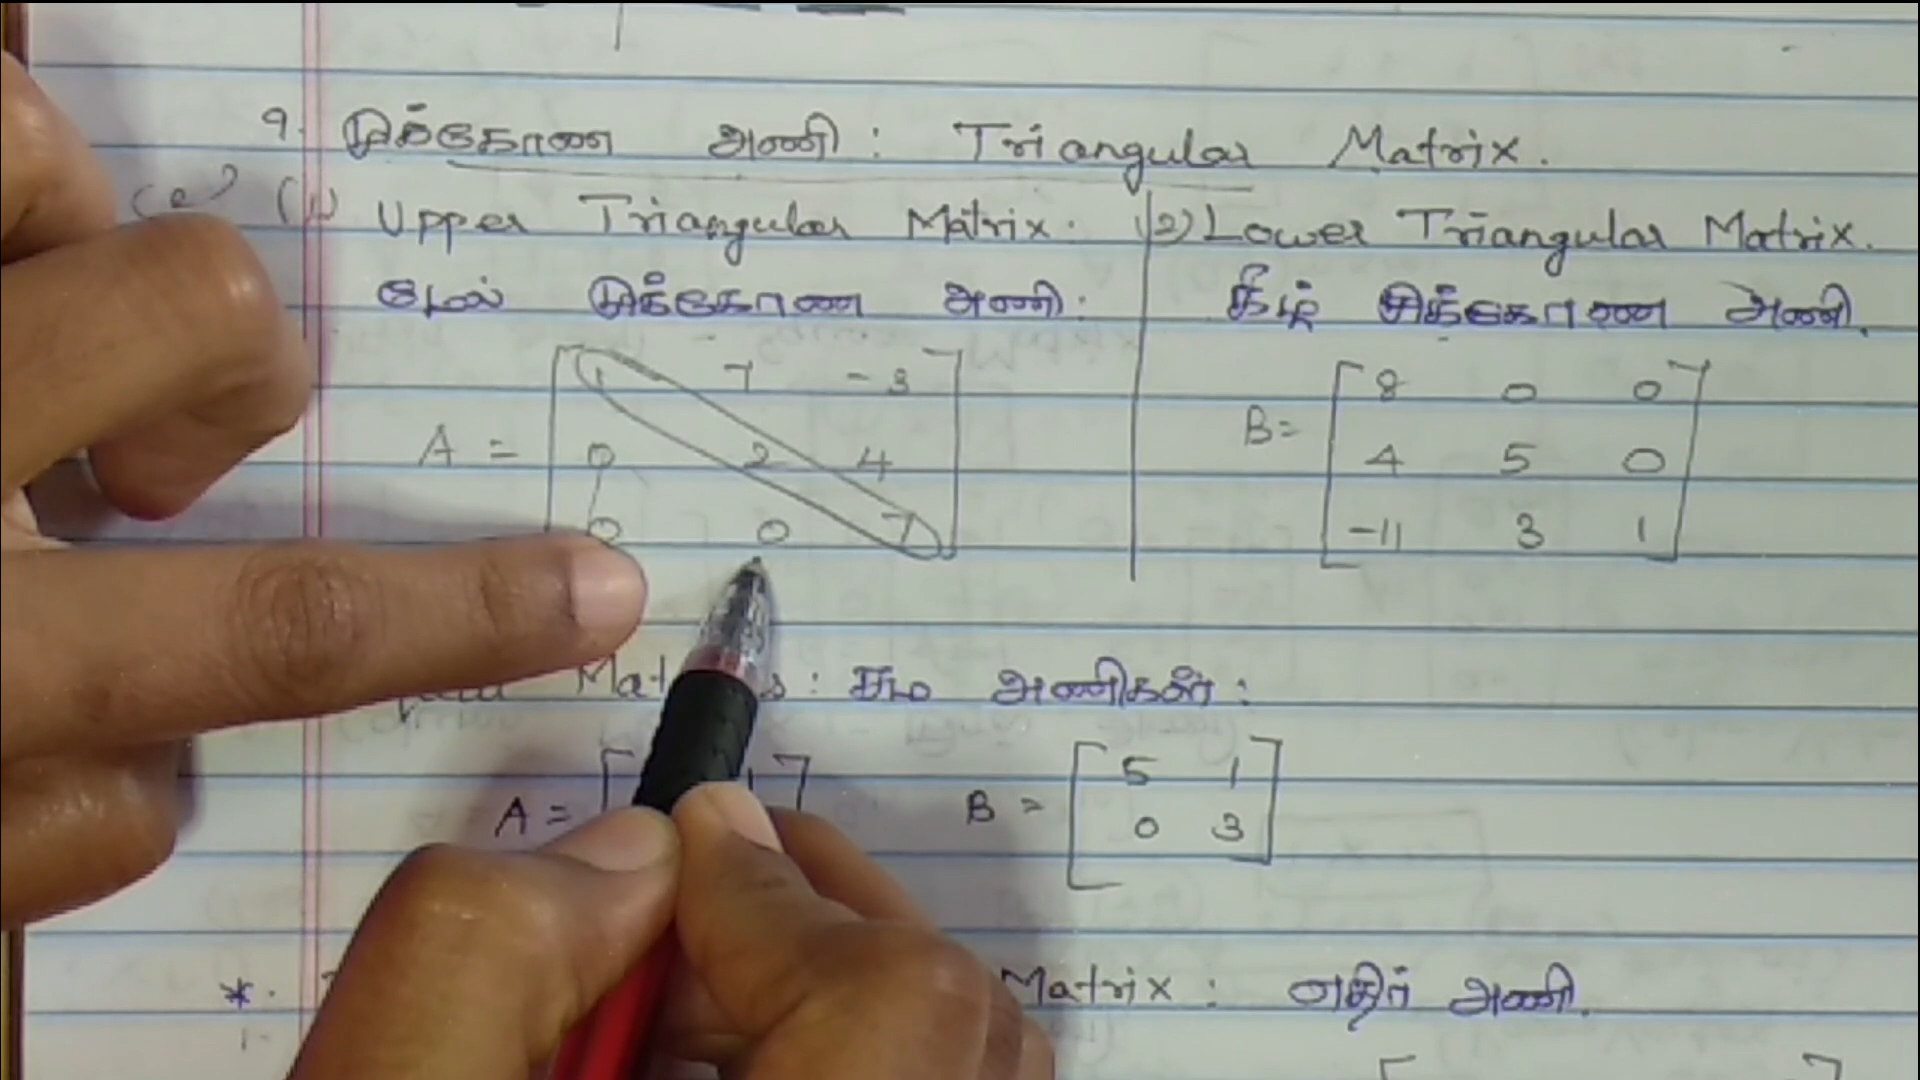 9. முக்கோண அணி : Triangular Matrix.
(1) Upper Triangular Matrix.
மேல் முக்கோண அணி:
A = [ 1 7 -3
0 2 4
0 0 7 ]
2) Lower Triangular Matrix.
கீழ் முக்கோண அணி.
B = [ 8 0 0
4 5 0
-11 3 1 ]
: சம அணிகள் :
A = [ 1 ]
B = [ 5 1
0 3 ]
* Matrix : எதிர் அணி.
1.